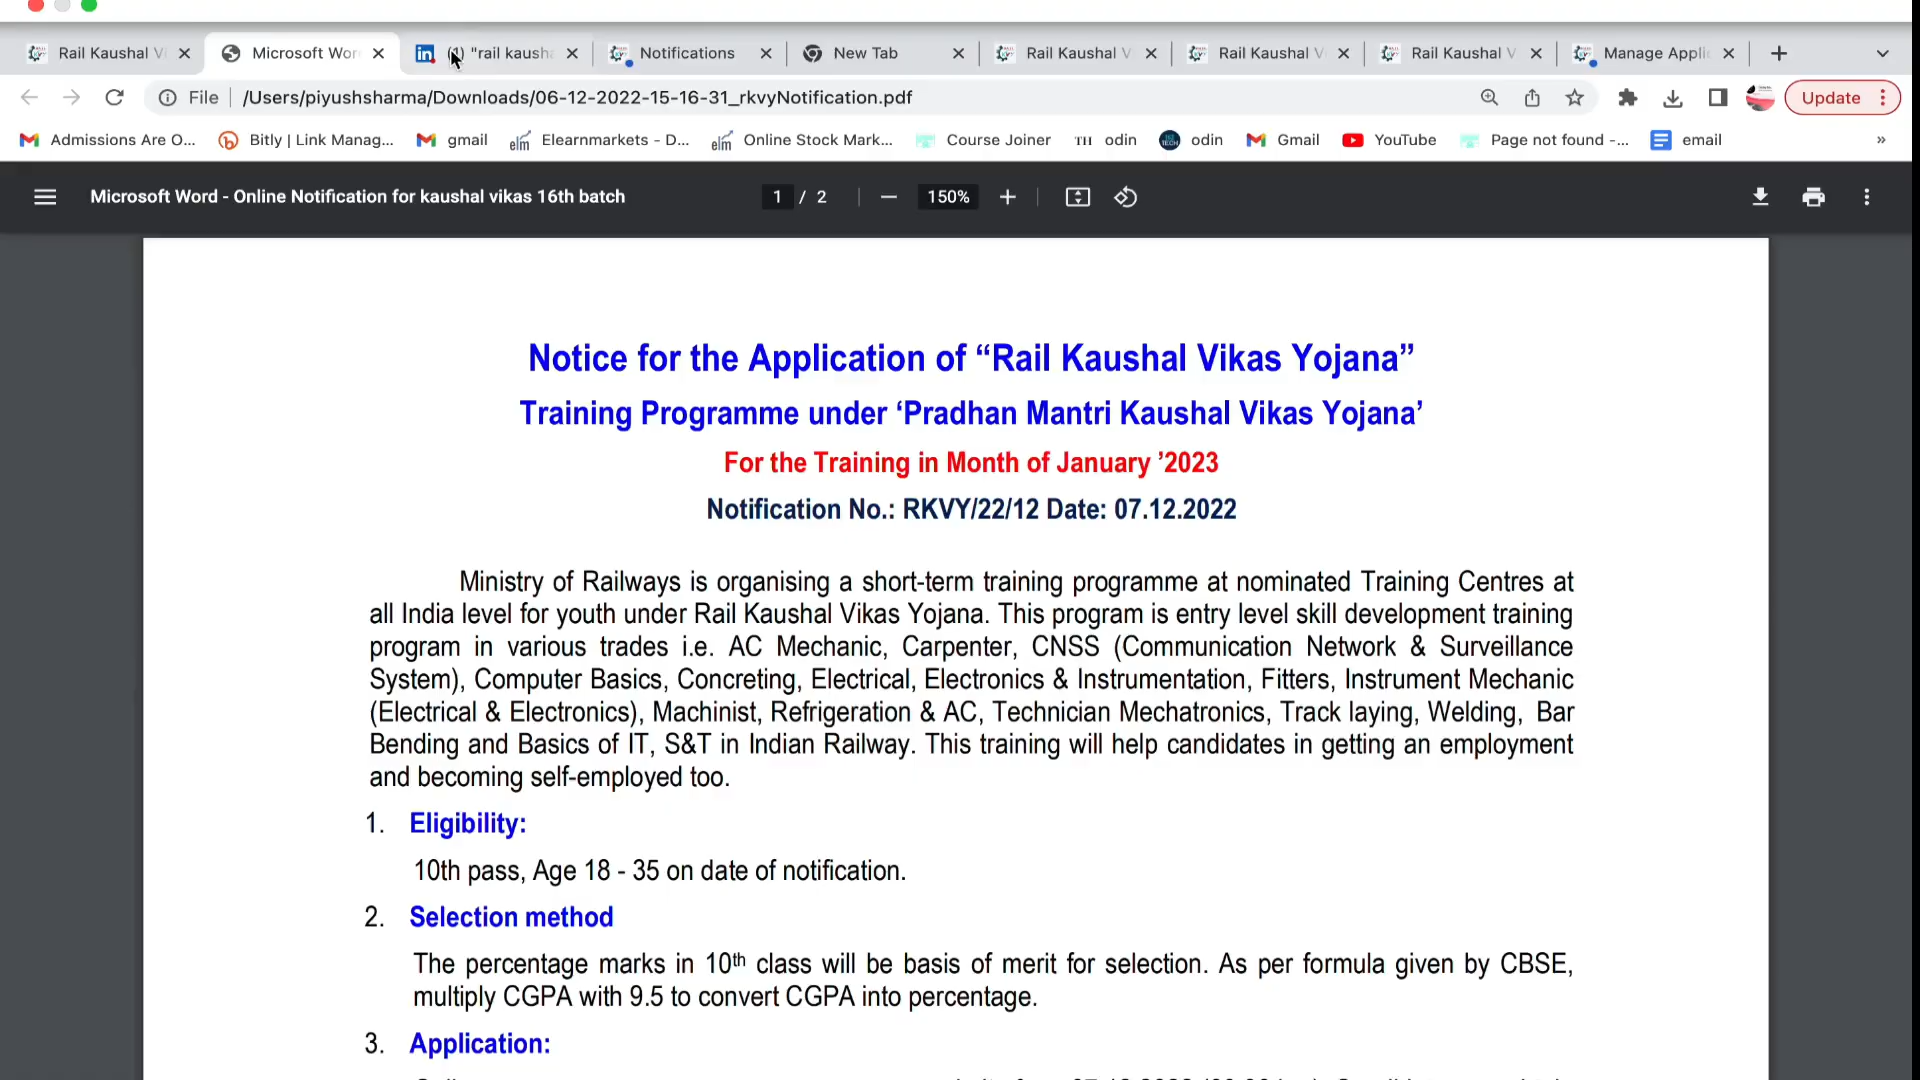 Rail Kaushal Vi
Microsoft Wor
"rail kausha
Notifications
New Tab
Rail Kaushal V
Rail Kaushal V
Rail Kaushal V
Manage Appli
File
/Users/piyushsharma/Downloads/06-12-2022-15-16-31_rkvyNotification.pdf
Update
Admissions Are O...
Bitly | Link Manag...
gmail
Elearnmarkets - D...
Online Stock Mark...
Course Joiner
TH odin
odin
Gmail
YouTube
Page not found -...
email
»
Microsoft Word - Online Notification for kaushal vikas 16th batch
1 / 2
150%
Notice for the Application of “Rail Kaushal Vikas Yojana”
Training Programme under ‘Pradhan Mantri Kaushal Vikas Yojana’
For the Training in Month of January ’2023
Notification No.: RKVY/22/12 Date: 07.12.2022
Ministry of Railways is organising a short-term training programme at nominated Training Centres at
all India level for youth under Rail Kaushal Vikas Yojana. This program is entry level skill development training
program in various trades i.e. AC Mechanic, Carpenter, CNSS (Communication Network & Surveillance
System), Computer Basics, Concreting, Electrical, Electronics & Instrumentation, Fitters, Instrument Mechanic
(Electrical & Electronics), Machinist, Refrigeration & AC, Technician Mechatronics, Track laying, Welding, Bar
Bending and Basics of IT, S&T in Indian Railway. This training will help candidates in getting an employment
and becoming self-employed too.
1. Eligibility:
10th pass, Age 18 - 35 on date of notification.
2. Selection method
The percentage marks in 10th class will be basis of merit for selection. As per formula given by CBSE,
multiply CGPA with 9.5 to convert CGPA into percentage.
3. Application: